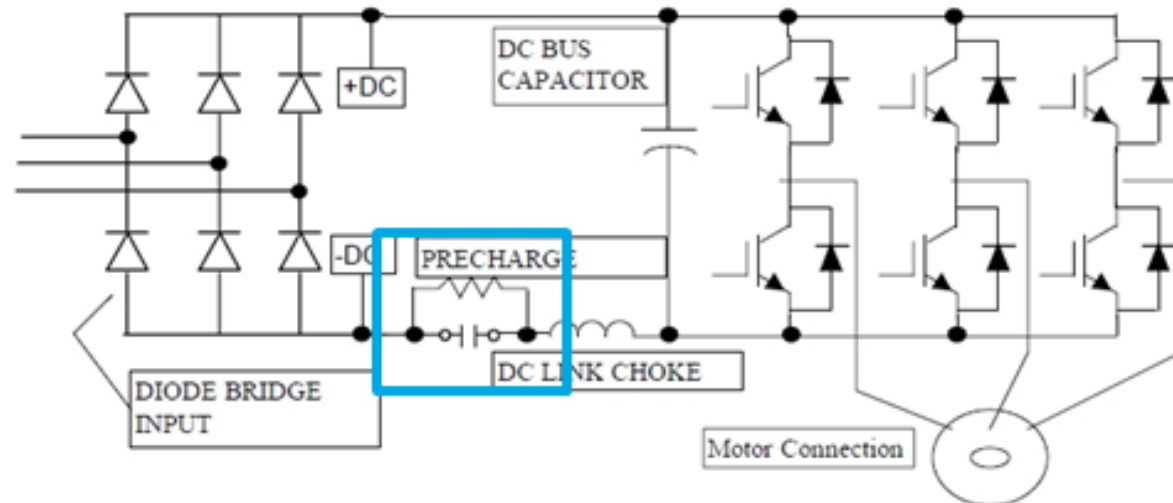 DC BUS
CAPACITOR
+DC
-DC
PRECHARGE
DC LINK CHOKE
DIODE BRIDGE
INPUT
Motor Connection